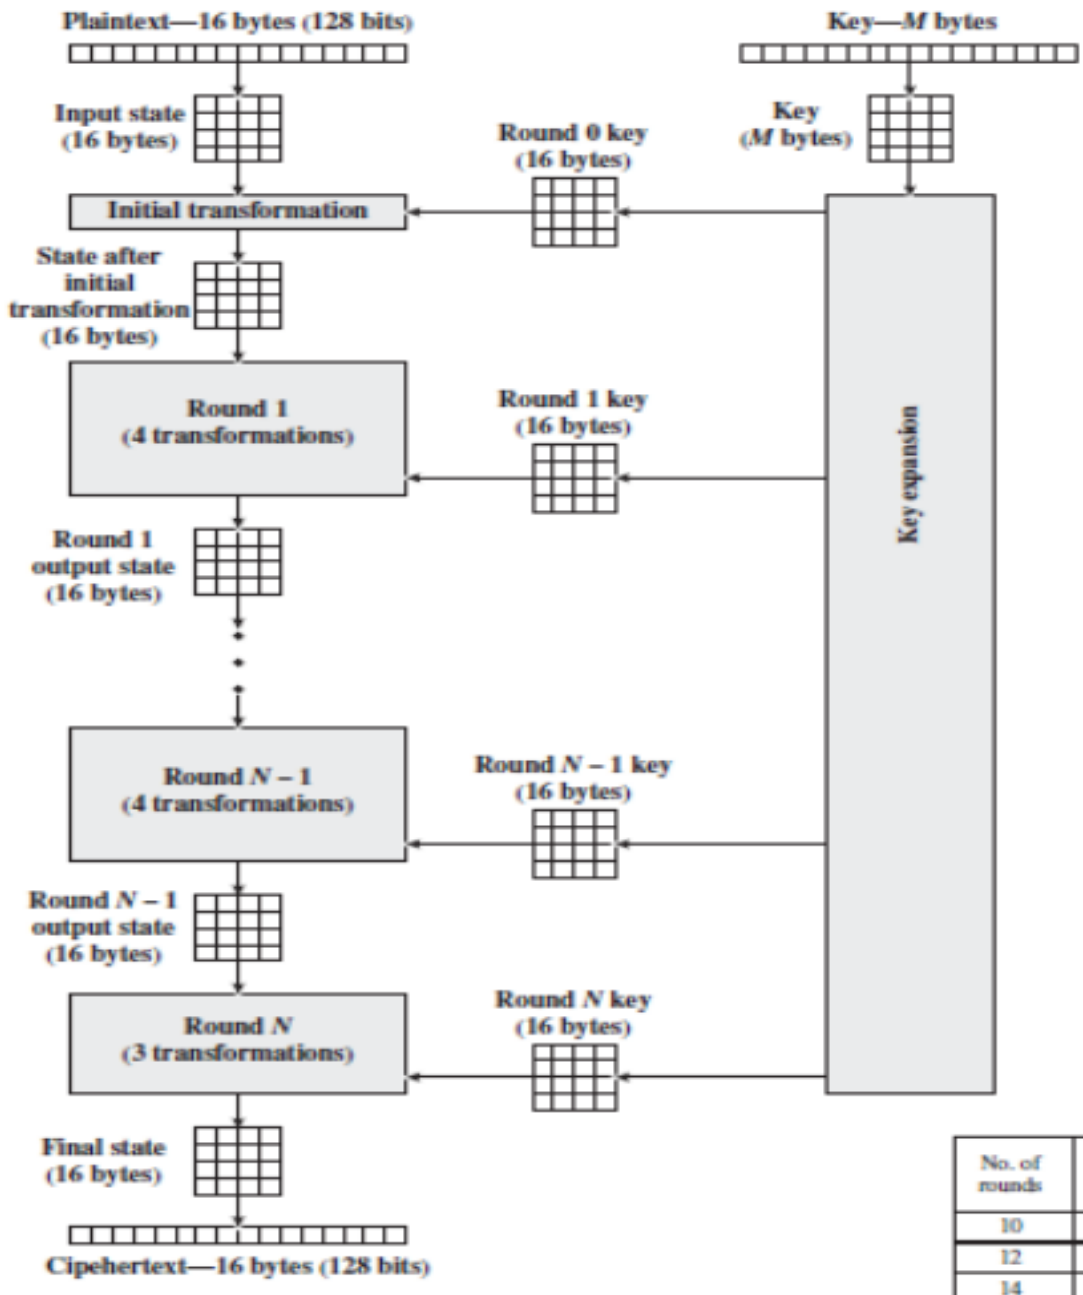 Plaintext—16 bytes (128 bits)
Key—M bytes
Input state
(16 bytes)
Key
(M bytes)
Round 0 key
(16 bytes)
Initial transformation
State after
initial
transformation
(16 bytes)
Round 1
(4 transformations)
Round 1 key
(16 bytes)
Key expansion
Round 1
output state
(16 bytes)
Round N – 1
(4 transformations)
Round N – 1 key
(16 bytes)
Round N – 1
output state
(16 bytes)
Round N
(3 transformations)
Round N key
(16 bytes)
Final state
(16 bytes)
No. of
rounds
10
12
14
Cipehertext—16 bytes (128 bits)